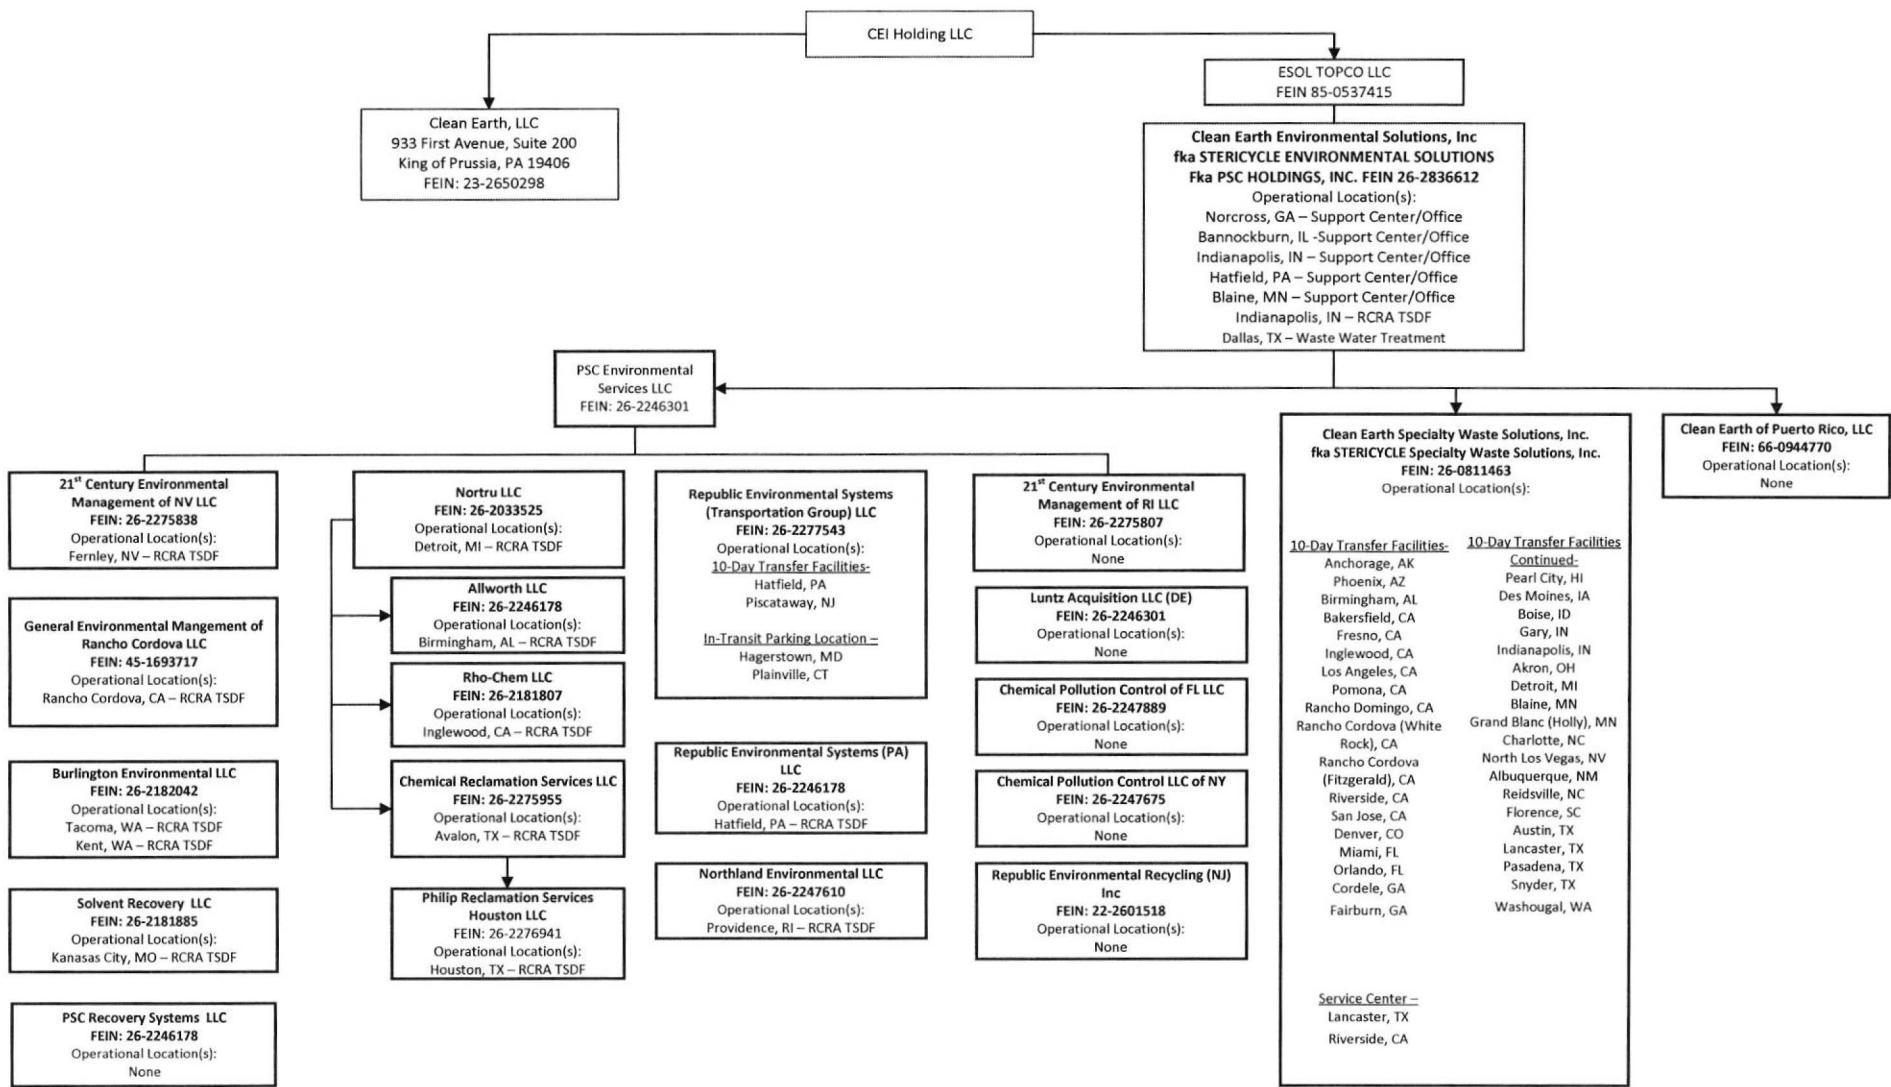 CEI Holding LLC
ESOL TOPCO LLC
FEIN 85-0537415
Clean Earth, LLC
933 First Avenue, Suite 200
King of Prussia, PA 19406
FEIN: 23-2650298
Clean Earth Environmental Solutions, Inc
fka STERICYCLE ENVIRONMENTAL SOLUTIONS
Fka PSC HOLDINGS, INC. FEIN 26-2836612
Operational Location(s):
Norcross, GA – Support Center/Office
Bannockburn, IL -Support Center/Office
Indianapolis, IN – Support Center/Office
Hatfield, PA – Support Center/Office
Blaine, MN – Support Center/Office
Indianapolis, IN – RCRA TSDF
Dallas, TX – Waste Water Treatment
PSC Environmental
Services LLC
FEIN: 26-2246301
21st Century Environmental
Management of NV LLC
FEIN: 26-2275838
Operational Location(s):
Fernley, NV – RCRA TSDF
General Environmental Mangement of
Rancho Cordova LLC
FEIN: 45-1693717
Operational Location(s):
Rancho Cordova, CA – RCRA TSDF
Burlington Environmental LLC
FEIN: 26-2182042
Operational Location(s):
Tacoma, WA – RCRA TSDF
Kent, WA – RCRA TSDF
Solvent Recovery LLC
FEIN: 26-2181885
Operational Location(s):
Kanasas City, MO – RCRA TSDF
PSC Recovery Systems LLC
FEIN: 26-2246178
Operational Location(s):
None
Nortru LLC
FEIN: 26-2033525
Operational Location(s):
Detroit, MI – RCRA TSDF
Allworth LLC
FEIN: 26-2246178
Operational Location(s):
Birmingham, AL – RCRA TSDF
Rho-Chem LLC
FEIN: 26-2181807
Operational Location(s):
Inglewood, CA – RCRA TSDF
Chemical Reclamation Services LLC
FEIN: 26-2275955
Operational Location(s):
Avalon, TX – RCRA TSDF
Philip Reclamation Services
Houston LLC
FEIN: 26-2276941
Operational Location(s):
Houston, TX – RCRA TSDF
Republic Environmental Systems
(Transportation Group) LLC
FEIN: 26-2277543
Operational Location(s):
10-Day Transfer Facilities-
Hatfield, PA
Piscataway, NJ
In-Transit Parking Location –
Hagerstown, MD
Plainville, CT
Republic Environmental Systems (PA)
LLC
FEIN: 26-2246178
Operational Location(s):
Hatfield, PA – RCRA TSDF
Northland Environmental LLC
FEIN: 26-2247610
Operational Location(s):
Providence, RI – RCRA TSDF
21st Century Environmental
Management of RI LLC
FEIN: 26-2275807
Operational Location(s):
None
Luntz Acquisition LLC (DE)
FEIN: 26-2246301
Operational Location(s):
None
Chemical Pollution Control of FL LLC
FEIN: 26-2247889
Operational Location(s):
None
Chemical Pollution Control LLC of NY
FEIN: 26-2247675
Operational Location(s):
None
Republic Environmental Recycling (NJ)
Inc
FEIN: 22-2601518
Operational Location(s):
None
Clean Earth Specialty Waste Solutions, Inc.
fka STERICYCLE Specialty Waste Solutions, Inc.
FEIN: 26-0811463
Operational Location(s):
10-Day Transfer Facilities-
Anchorage, AK
Phoenix, AZ
Birmingham, AL
Bakersfield, CA
Fresno, CA
Inglewood, CA
Los Angeles, CA
Pomona, CA
Rancho Domingo, CA
Rancho Cordova (White
Rock), CA
Rancho Cordova
(Fitzgerald), CA
Riverside, CA
San Jose, CA
Denver, CO
Miami, FL
Orlando, FL
Cordele, GA
Fairburn, GA
Service Center –
Lancaster, TX
Riverside, CA
10-Day Transfer Facilities
Continued-
Pearl City, HI
Des Moines, IA
Boise, ID
Gary, IN
Indianapolis, IN
Akron, OH
Detroit, MI
Blaine, MN
Grand Blanc (Holly), MN
Charlotte, NC
North Los Vegas, NV
Albuquerque, NM
Reidsville, NC
Florence, SC
Austin, TX
Lancaster, TX
Pasadena, TX
Snyder, TX
Washougal, WA
Clean Earth of Puerto Rico, LLC
FEIN: 66-0944770
Operational Location(s):
None